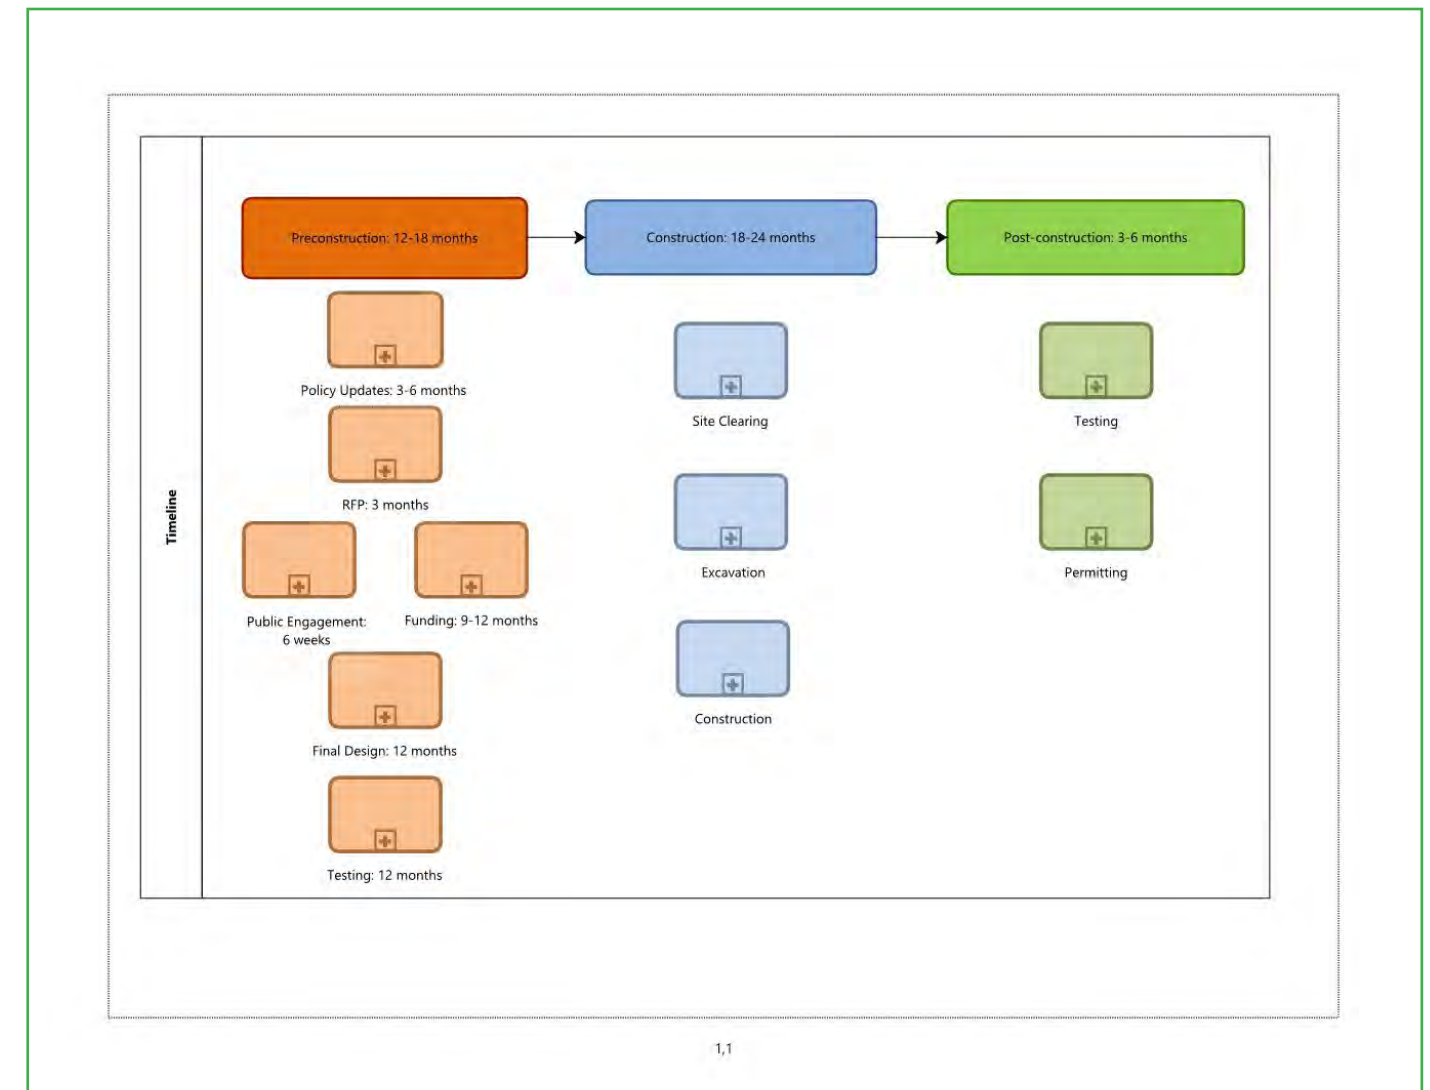 Timeline
Preconstruction: 12-18 months
Construction: 18-24 months
Post-construction: 3-6 months
Policy Updates: 3-6 months
RFP: 3 months
Public Engagement:
6 weeks
Funding: 9-12 months
Final Design: 12 months
Testing: 12 months
Site Clearing
Excavation
Construction
Testing
Permitting
1,1